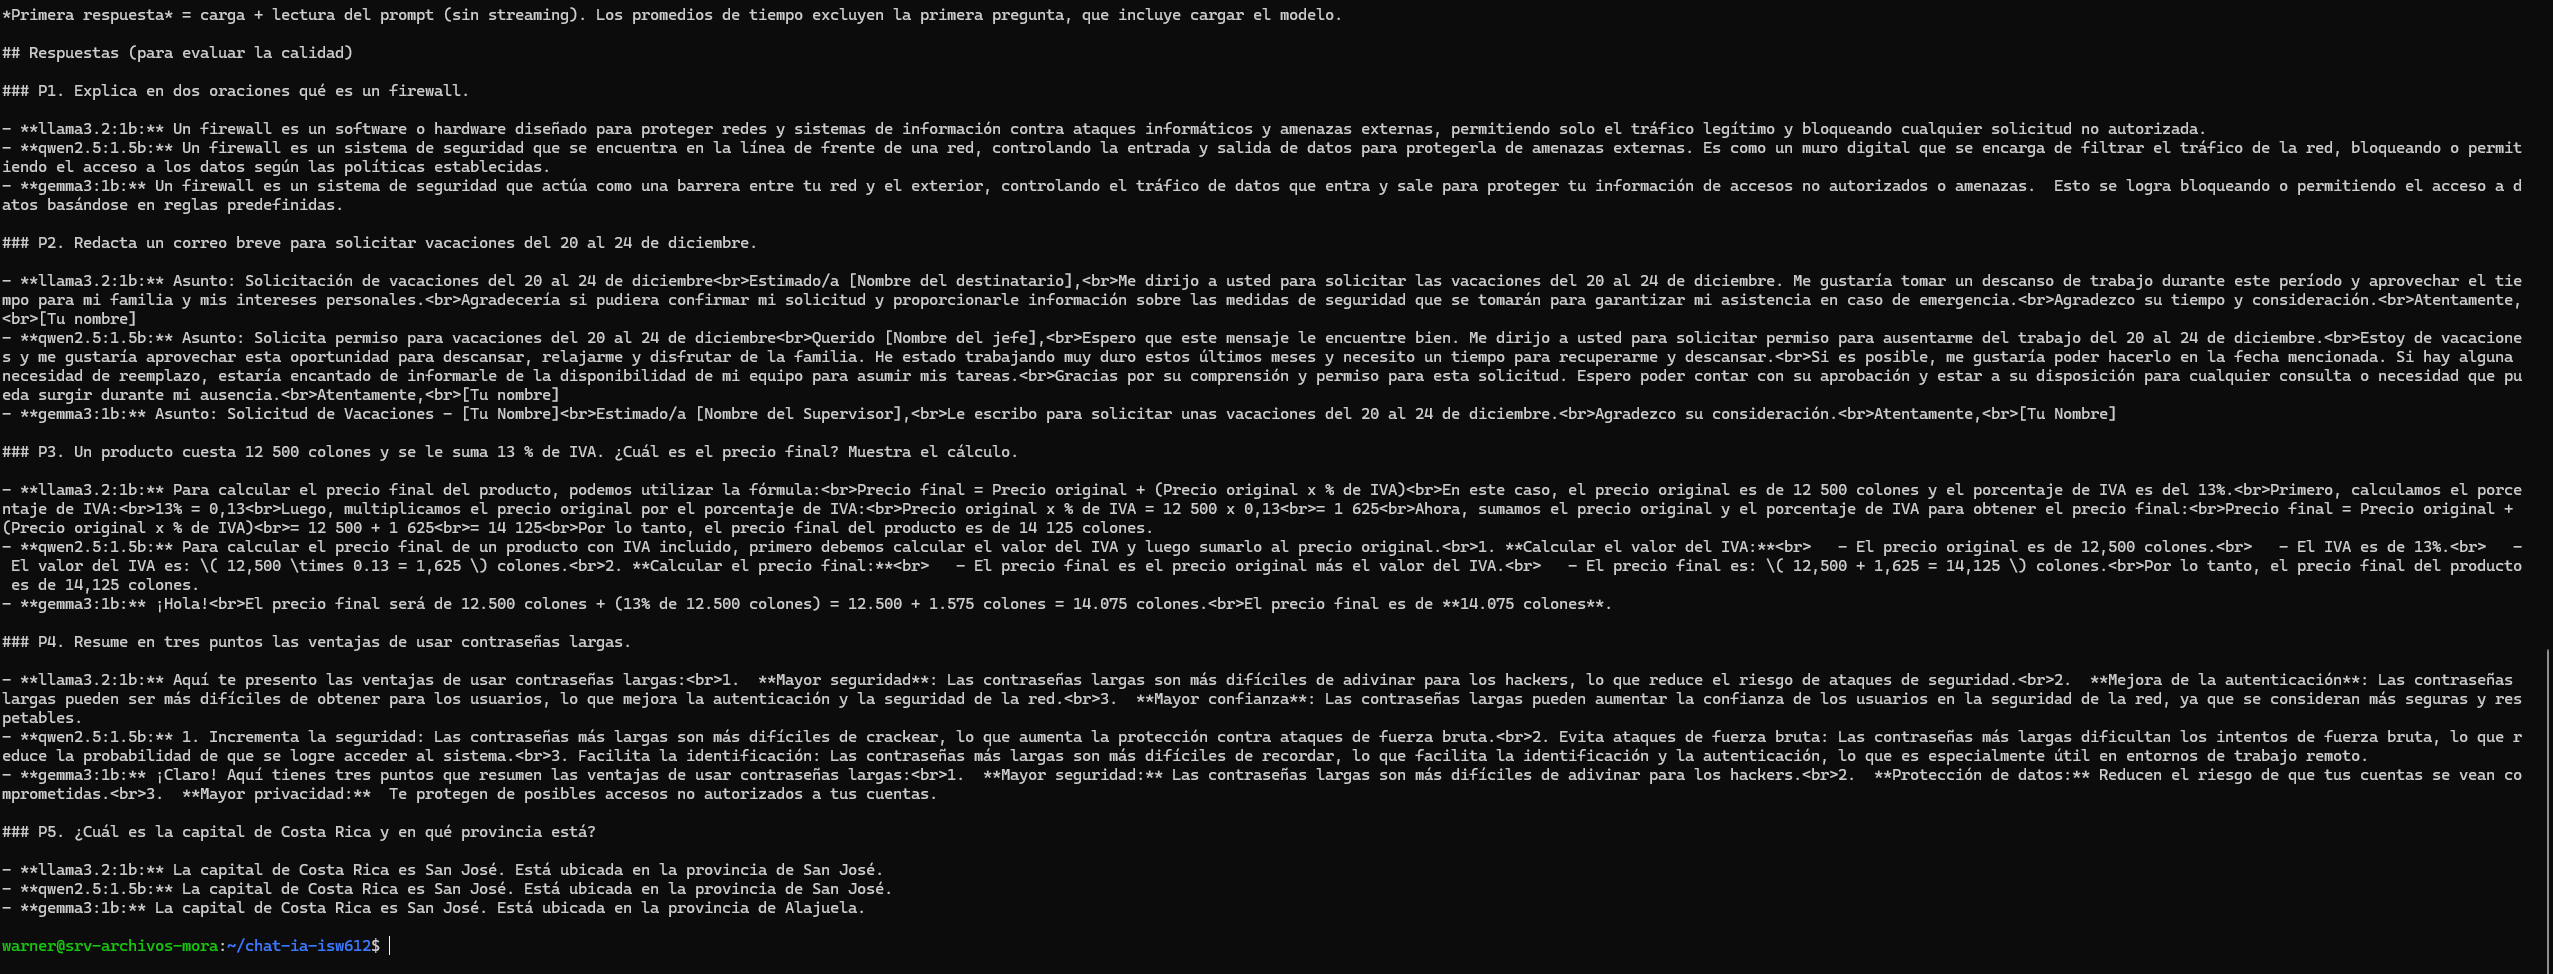 *Primera respuesta* = carga + lectura del prompt (sin streaming). Los promedios de tiempo excluyen la primera pregunta, que incluye cargar el modelo.
## Respuestas (para evaluar la calidad)
### P1. Explica en dos oraciones qué es un firewall.
- **llama3.2:1b:** Un firewall es un software o hardware diseñado para proteger redes y sistemas de información contra ataques informáticos y amenazas externas, permitiendo solo el tráfico legítimo y bloqueando cualquier solicitud no autorizada.
- **qwen2.5:1.5b:** Un firewall es un sistema de seguridad que se encuentra en la línea de frente de una red, controlando la entrada y salida de datos para protegerla de amenazas externas. Es como un muro digital que se encarga de filtrar el tráfico de la red, bloqueando o permit
iendo el acceso a los datos según las políticas establecidas.
- **gemma3:1b:** Un firewall es un sistema de seguridad que actúa como una barrera entre tu red y el exterior, controlando el tráfico de datos que entra y sale para proteger tu información de accesos no autorizados o amenazas.  Esto se logra bloqueando o permitiendo el acceso a d
atos basándose en reglas predefinidas.
### P2. Redacta un correo breve para solicitar vacaciones del 20 al 24 de diciembre.
- **llama3.2:1b:** Asunto: Solicitación de vacaciones del 20 al 24 de diciembre<br>Estimado/a [Nombre del destinatario],<br>Me dirijo a usted para solicitar las vacaciones del 20 al 24 de diciembre. Me gustaría tomar un descanso de trabajo durante este período y aprovechar el tie
mpo para mi familia y mis intereses personales.<br>Agradecería si pudiera confirmar mi solicitud y proporcionarle información sobre las medidas de seguridad que se tomarán para garantizar mi asistencia en caso de emergencia.<br>Agradezco su tiempo y consideración.<br>Atentamente,
<br>[Tu nombre]
- **qwen2.5:1.5b:** Asunto: Solicita permiso para vacaciones del 20 al 24 de diciembre<br>Querido [Nombre del jefe],<br>Espero que este mensaje le encuentre bien. Me dirijo a usted para solicitar permiso para ausentarme del trabajo del 20 al 24 de diciembre.<br>Estoy de vacacione
s y me gustaría aprovechar esta oportunidad para descansar, relajarme y disfrutar de la familia. He estado trabajando muy duro estos últimos meses y necesito un tiempo para recuperarme y descansar.<br>Si es posible, me gustaría poder hacerlo en la fecha mencionada. Si hay alguna
necesidad de reemplazo, estaría encantado de informarle de la disponibilidad de mi equipo para asumir mis tareas.<br>Gracias por su comprensión y permiso para esta solicitud. Espero poder contar con su aprobación y estar a su disposición para cualquier consulta o necesidad que pu
eda surgir durante mi ausencia.<br>Atentamente,<br>[Tu nombre]
- **gemma3:1b:** Asunto: Solicitud de Vacaciones - [Tu Nombre]<br>Estimado/a [Nombre del Supervisor],<br>Le escribo para solicitar unas vacaciones del 20 al 24 de diciembre.<br>Agradezco su consideración.<br>Atentamente,<br>[Tu Nombre]
### P3. Un producto cuesta 12 500 colones y se le suma 13 % de IVA. ¿Cuál es el precio final? Muestra el cálculo.
- **llama3.2:1b:** Para calcular el precio final del producto, podemos utilizar la fórmula:<br>Precio final = Precio original + (Precio original x % de IVA)<br>En este caso, el precio original es de 12 500 colones y el porcentaje de IVA es del 13%.<br>Primero, calculamos el porce
ntaje de IVA:<br>13% = 0,13<br>Luego, multiplicamos el precio original por el porcentaje de IVA:<br>Precio original x % de IVA = 12 500 x 0,13<br>= 1 625<br>Ahora, sumamos el precio original y el porcentaje de IVA para obtener el precio final:<br>Precio final = Precio original +
(Precio original x % de IVA)<br>= 12 500 + 1 625<br>= 14 125<br>Por lo tanto, el precio final del producto es de 14 125 colones.
- **qwen2.5:1.5b:** Para calcular el precio final de un producto con IVA incluido, primero debemos calcular el valor del IVA y luego sumarlo al precio original.<br>1. **Calcular el valor del IVA:**<br>   - El precio original es de 12,500 colones.<br>   - El IVA es de 13%.<br>   -
El valor del IVA es: \( 12,500 \times 0.13 = 1,625 \) colones.<br>2. **Calcular el precio final:**<br>   - El precio final es el precio original más el valor del IVA.<br>   - El precio final es: \( 12,500 + 1,625 = 14,125 \) colones.<br>Por lo tanto, el precio final del producto
es de 14,125 colones.
- **gemma3:1b:** ¡Hola!<br>El precio final será de 12.500 colones + (13% de 12.500 colones) = 12.500 + 1.575 colones = 14.075 colones.<br>El precio final es de **14.075 colones**.
### P4. Resume en tres puntos las ventajas de usar contraseñas largas.
- **llama3.2:1b:** Aquí te presento las ventajas de usar contraseñas largas:<br>1.  **Mayor seguridad**: Las contraseñas largas son más difíciles de adivinar para los hackers, lo que reduce el riesgo de ataques de seguridad.<br>2.  **Mejora de la autenticación**: Las contraseñas
largas pueden ser más difíciles de obtener para los usuarios, lo que mejora la autenticación y la seguridad de la red.<br>3.  **Mayor confianza**: Las contraseñas largas pueden aumentar la confianza de los usuarios en la seguridad de la red, ya que se consideran más seguras y res
petables.
- **qwen2.5:1.5b:** 1. Incrementa la seguridad: Las contraseñas más largas son más difíciles de crackear, lo que aumenta la protección contra ataques de fuerza bruta.<br>2. Evita ataques de fuerza bruta: Las contraseñas más largas dificultan los intentos de fuerza bruta, lo que r
educe la probabilidad de que se logre acceder al sistema.<br>3. Facilita la identificación: Las contraseñas más largas son más difíciles de recordar, lo que facilita la identificación y la autenticación, lo que es especialmente útil en entornos de trabajo remoto.
- **gemma3:1b:** ¡Claro! Aquí tienes tres puntos que resumen las ventajas de usar contraseñas largas:<br>1.  **Mayor seguridad:** Las contraseñas largas son más difíciles de adivinar para los hackers.<br>2.  **Protección de datos:** Reducen el riesgo de que tus cuentas se vean co
mprometidas.<br>3.  **Mayor privacidad:**  Te protegen de posibles accesos no autorizados a tus cuentas.
### P5. ¿Cuál es la capital de Costa Rica y en qué provincia está?
- **llama3.2:1b:** La capital de Costa Rica es San José. Está ubicada en la provincia de San José.
- **qwen2.5:1.5b:** La capital de Costa Rica es San José. Está ubicada en la provincia de San José.
- **gemma3:1b:** La capital de Costa Rica es San José. Está ubicada en la provincia de Alajuela.
warner@srv-archivos-mora:~/chat-ia-isw612$